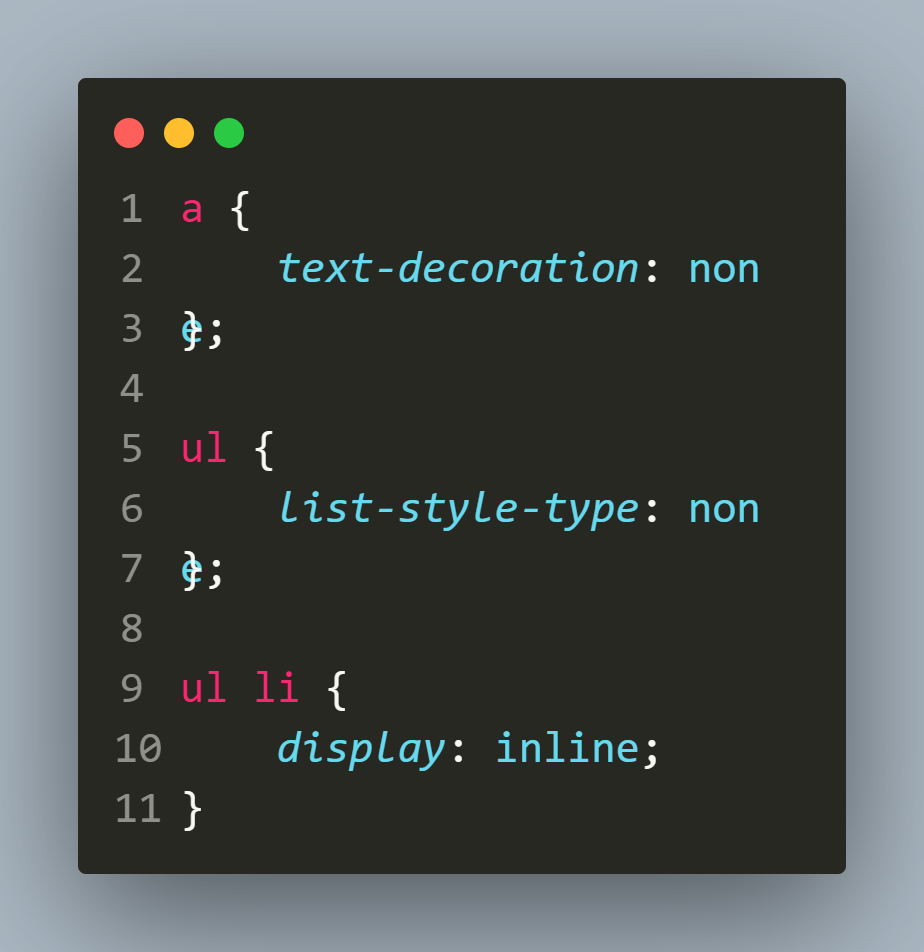 1 a {
2     text-decoration: non
3 e;
}
4
5 ul {
6     list-style-type: non
7 e;
}
8
9 ul li {
10     display: inline;
11 }